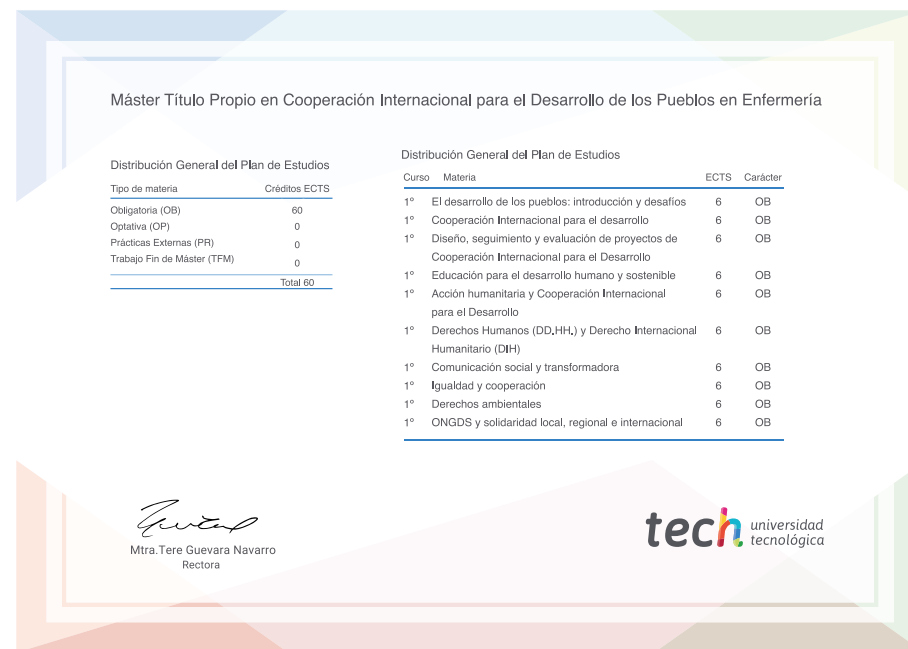 Máster Título Propio en Cooperación Internacional para el Desarrollo de los Pueblos en Enfermería
Distribución General del Plan de Estudios
Tipo de materia Créditos ECTS
Obligatoria (OB) 60
Optativa (OP) 0
Prácticas Externas (PR) 0
Trabajo Fin de Máster (TFM) 0
Total 60
Distribución General del Plan de Estudios
Curso Materia ECTS Carácter
1º El desarrollo de los pueblos: introducción y desafíos 6 OB
1º Cooperación Internacional para el desarrollo 6 OB
1º Diseño, seguimiento y evaluación de proyectos de 6 OB
Cooperación Internacional para el Desarrollo
1º Educación para el desarrollo humano y sostenible 6 OB
1º Acción humanitaria y Cooperación Internacional 6 OB
para el Desarrollo
1º Derechos Humanos (DD.HH.) y Derecho Internacional 6 OB
Humanitario (DIH)
1º Comunicación social y transformadora 6 OB
1º Igualdad y cooperación 6 OB
1º Derechos ambientales 6 OB
1º ONGDS y solidaridad local, regional e internacional 6 OB
Mtra.Tere Guevara Navarro
Rectora
tech universidad
tecnológica